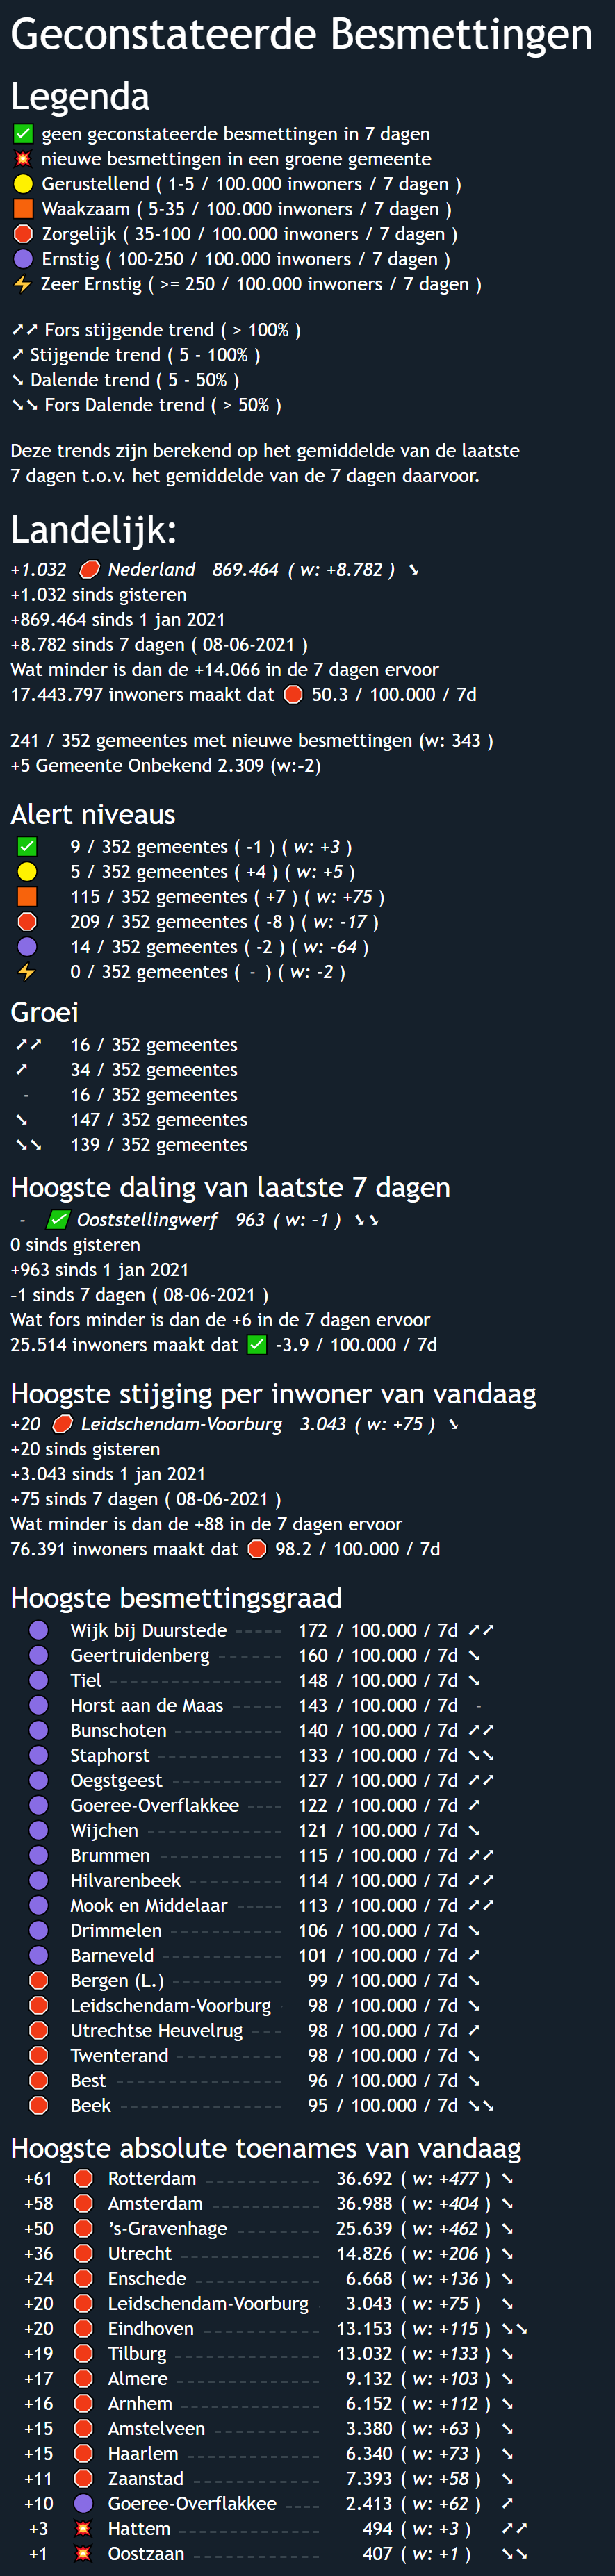 Geconstateerde Besmettingen
Legenda
✅ geen geconstateerde besmettingen in 7 dagen
💥 nieuwe besmettingen in een groene gemeente
🟡 Gerustellend ( 1-5 / 100.000 inwoners / 7 dagen )
🟧 Waakzaam ( 5-35 / 100.000 inwoners / 7 dagen )
🛑 Zorgelijk ( 35-100 / 100.000 inwoners / 7 dagen )
🟣 Ernstig ( 100-250 / 100.000 inwoners / 7 dagen )
⚡ Zeer Ernstig ( >= 250 / 100.000 inwoners / 7 dagen )
➚➚ Fors stijgende trend ( > 100% )
➚ Stijgende trend ( 5 - 100% )
➘ Dalende trend ( 5 - 50% )
➘➘ Fors Dalende trend ( > 50% )
Deze trends zijn berekend op het gemiddelde van de laatste
7 dagen t.o.v. het gemiddelde van de 7 dagen daarvoor.
Landelijk:
+1.032 🛑 Nederland 869.464 ( w: +8.782 ) ➘
+1.032 sinds gisteren
+869.464 sinds 1 jan 2021
+8.782 sinds 7 dagen ( 08-06-2021 )
Wat minder is dan de +14.066 in de 7 dagen ervoor
17.443.797 inwoners maakt dat 🛑 50.3 / 100.000 / 7d
241 / 352 gemeentes met nieuwe besmettingen (w: 343 )
+5 Gemeente Onbekend 2.309 (w:-2)
Alert niveaus
✅ 9 / 352 gemeentes ( -1 ) ( w: +3 )
🟡 5 / 352 gemeentes ( +4 ) ( w: +5 )
🟧 115 / 352 gemeentes ( +7 ) ( w: +75 )
🛑 209 / 352 gemeentes ( -8 ) ( w: -17 )
🟣 14 / 352 gemeentes ( -2 ) ( w: -64 )
⚡ 0 / 352 gemeentes ( - ) ( w: -2 )
Groei
➚➚ 16 / 352 gemeentes
➚ 34 / 352 gemeentes
- 16 / 352 gemeentes
➘ 147 / 352 gemeentes
➘➘ 139 / 352 gemeentes
Hoogste daling van laatste 7 dagen
- ✅ Ooststellingwerf 963 ( w: -1 ) ➘➘
0 sinds gisteren
+963 sinds 1 jan 2021
-1 sinds 7 dagen ( 08-06-2021 )
Wat fors minder is dan de +6 in de 7 dagen ervoor
25.514 inwoners maakt dat ✅ -3.9 / 100.000 / 7d
Hoogste stijging per inwoner van vandaag
+20 🛑 Leidschendam-Voorburg 3.043 ( w: +75 ) ➘
+20 sinds gisteren
+3.043 sinds 1 jan 2021
+75 sinds 7 dagen ( 08-06-2021 )
Wat minder is dan de +88 in de 7 dagen ervoor
76.391 inwoners maakt dat 🛑 98.2 / 100.000 / 7d
Hoogste besmettingsgraad
🟣 Wijk bij Duurstede ----- 172 / 100.000 / 7d ➚➚
🟣 Geertruidenberg ------ 160 / 100.000 / 7d ➘
🟣 Tiel ---------------- 148 / 100.000 / 7d ➘
🟣 Horst aan de Maas ----- 143 / 100.000 / 7d -
🟣 Bunschoten ---------- 140 / 100.000 / 7d ➚➚
🟣 Staphorst ------------ 133 / 100.000 / 7d ➘➘
🟣 Oegstgeest ---------- 127 / 100.000 / 7d ➚➚
🟣 Goeree-Overflakkee ---- 122 / 100.000 / 7d ➚
🟣 Wijchen ------------ 121 / 100.000 / 7d ➘
🟣 Brummen ----------- 115 / 100.000 / 7d ➚➚
🟣 Hilvarenbeek --------- 114 / 100.000 / 7d ➚➚
🟣 Mook en Middelaar ----- 113 / 100.000 / 7d ➚➚
🟣 Drimmelen ---------- 106 / 100.000 / 7d ➘
🟣 Barneveld ----------- 101 / 100.000 / 7d ➚
🛑 Bergen (L.) ---------- 99 / 100.000 / 7d ➘
🛑 Leidschendam-Voorburg - 98 / 100.000 / 7d ➘
🛑 Utrechtse Heuvelrug --- 98 / 100.000 / 7d ➚
🛑 Twenterand ---------- 98 / 100.000 / 7d ➘
🛑 Best --------------- 96 / 100.000 / 7d ➘
🛑 Beek --------------- 95 / 100.000 / 7d ➘➘
Hoogste absolute toenames van vandaag
+61 🛑 Rotterdam ---------- 36.692 ( w: +477 ) ➘
+58 🛑 Amsterdam ---------- 36.988 ( w: +404 ) ➘
+50 🛑 's-Gravenhage -------- 25.639 ( w: +462 ) ➘
+36 🛑 Utrecht ------------ 14.826 ( w: +206 ) ➘
+24 🛑 Enschede ----------- 6.668 ( w: +136 ) ➘
+20 🛑 Leidschendam-Voorburg 3.043 ( w: +75 ) ➘
+20 🛑 Eindhoven ---------- 13.153 ( w: +115 ) ➘➘
+19 🛑 Tilburg ------------ 13.032 ( w: +133 ) ➘
+17 🛑 Almere ------------ 9.132 ( w: +103 ) ➘
+16 🛑 Arnhem ------------ 6.152 ( w: +112 ) ➘
+15 🛑 Amstelveen --------- 3.380 ( w: +63 ) ➘
+15 🛑 Haarlem ----------- 6.340 ( w: +73 ) ➘
+11 🛑 Zaanstad ----------- 7.393 ( w: +58 ) ➘
+10 🟣 Goeree-Overflakkee ---- 2.413 ( w: +62 ) ➚
+3 💥 Hattem ------------ 494 ( w: +3 ) ➚➚
+1 💥 Oostzaan ----------- 407 ( w: +1 ) ➘➘